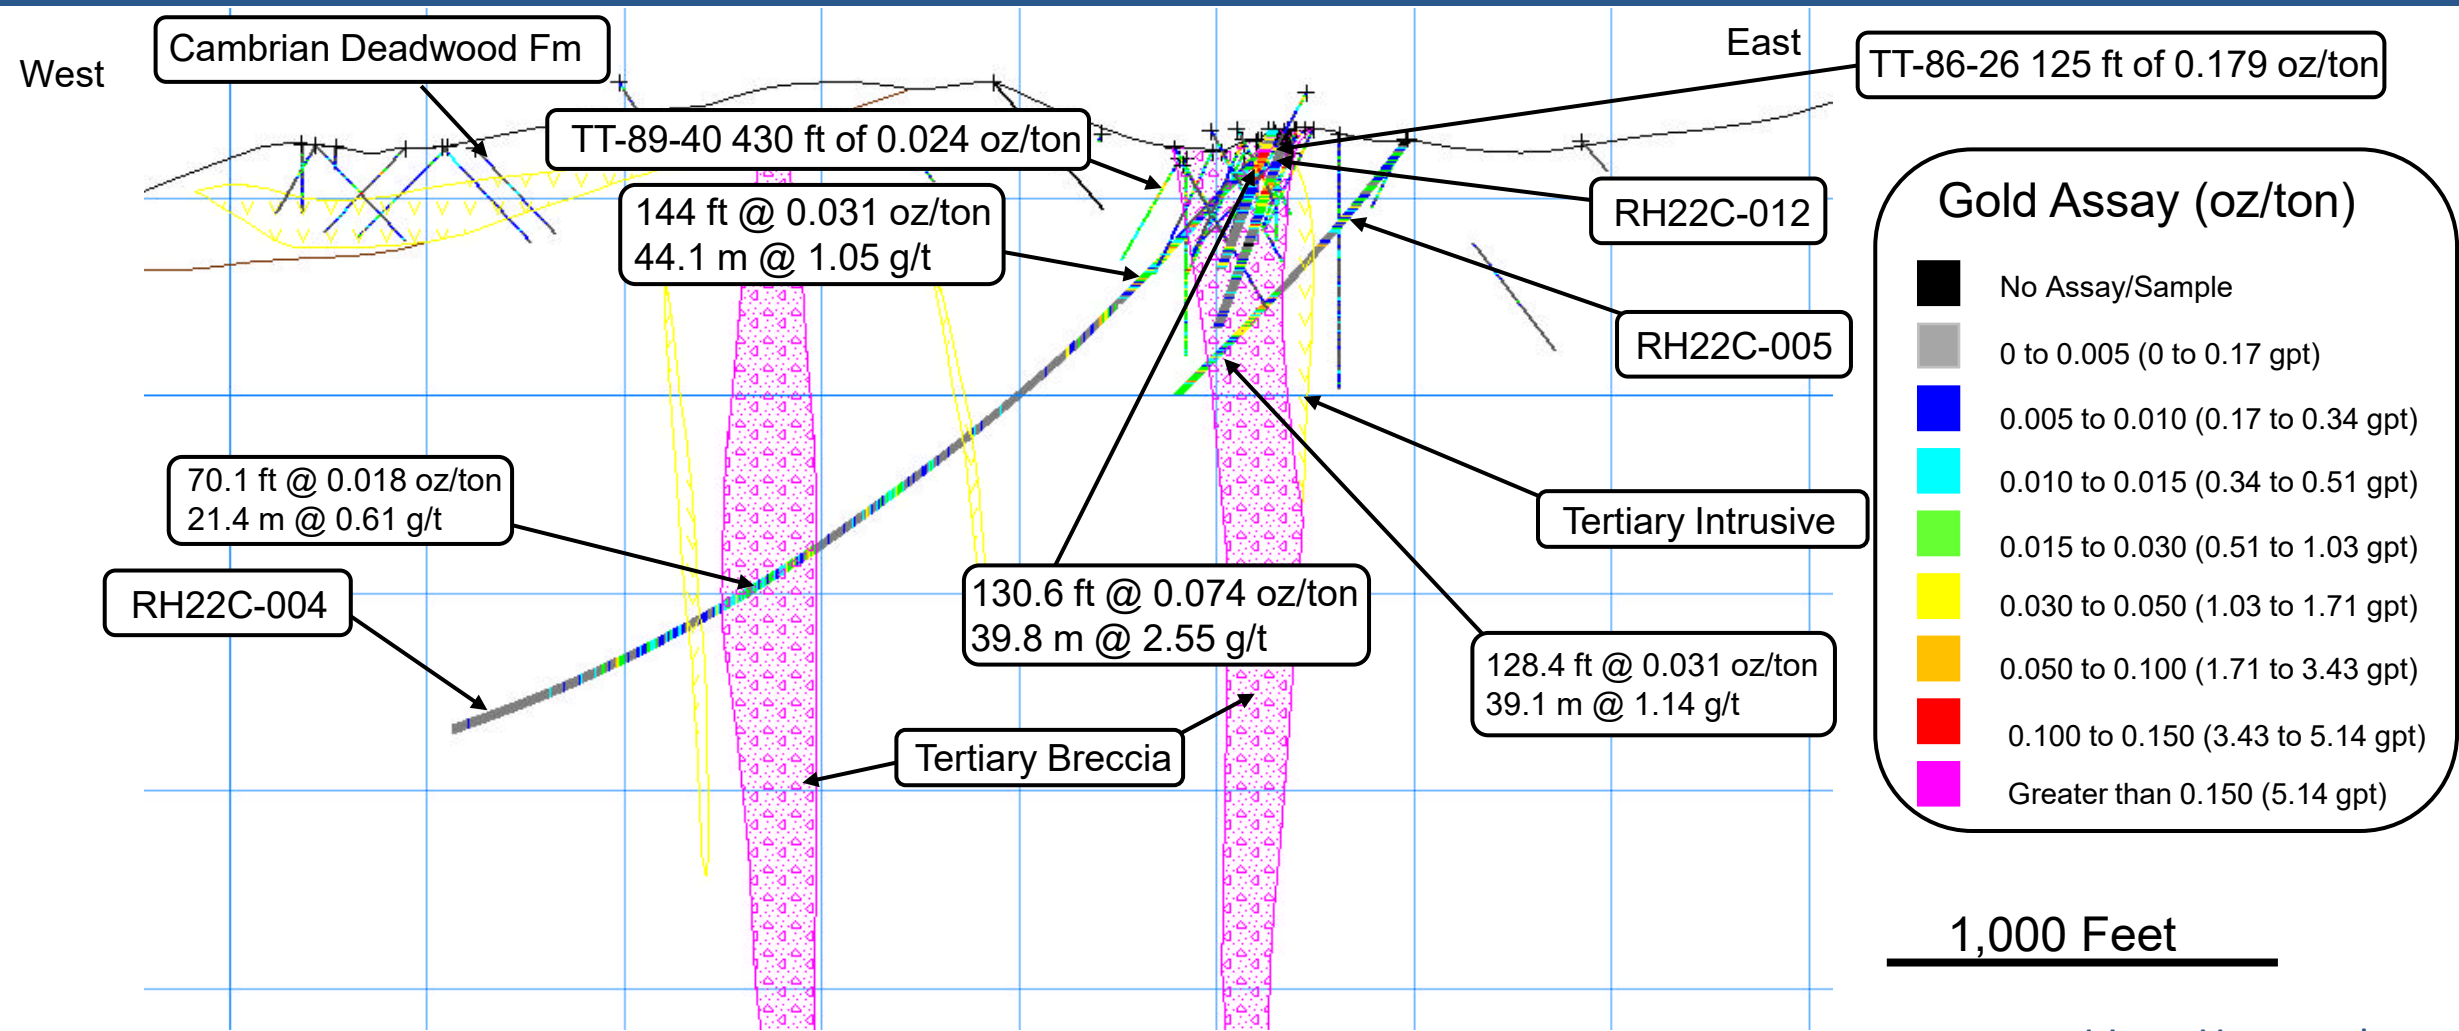 West
Cambrian Deadwood Fm
East
TT-86-26 125 ft of 0.179 oz/ton
TT-89-40 430 ft of 0.024 oz/ton
144 ft @ 0.031 oz/ton
44.1 m @ 1.05 g/t
RH22C-012
RH22C-005
70.1 ft @ 0.018 oz/ton
21.4 m @ 0.61 g/t
RH22C-004
Tertiary Intrusive
130.6 ft @ 0.074 oz/ton
39.8 m @ 2.55 g/t
128.4 ft @ 0.031 oz/ton
39.1 m @ 1.14 g/t
Tertiary Breccia
Gold Assay (oz/ton)
No Assay/Sample
0 to 0.005 (0 to 0.17 gpt)
0.005 to 0.010 (0.17 to 0.34 gpt)
0.010 to 0.015 (0.34 to 0.51 gpt)
0.015 to 0.030 (0.51 to 1.03 gpt)
0.030 to 0.050 (1.03 to 1.71 gpt)
0.050 to 0.100 (1.71 to 3.43 gpt)
0.100 to 0.150 (3.43 to 5.14 gpt)
Greater than 0.150 (5.14 gpt)
1,000 Feet